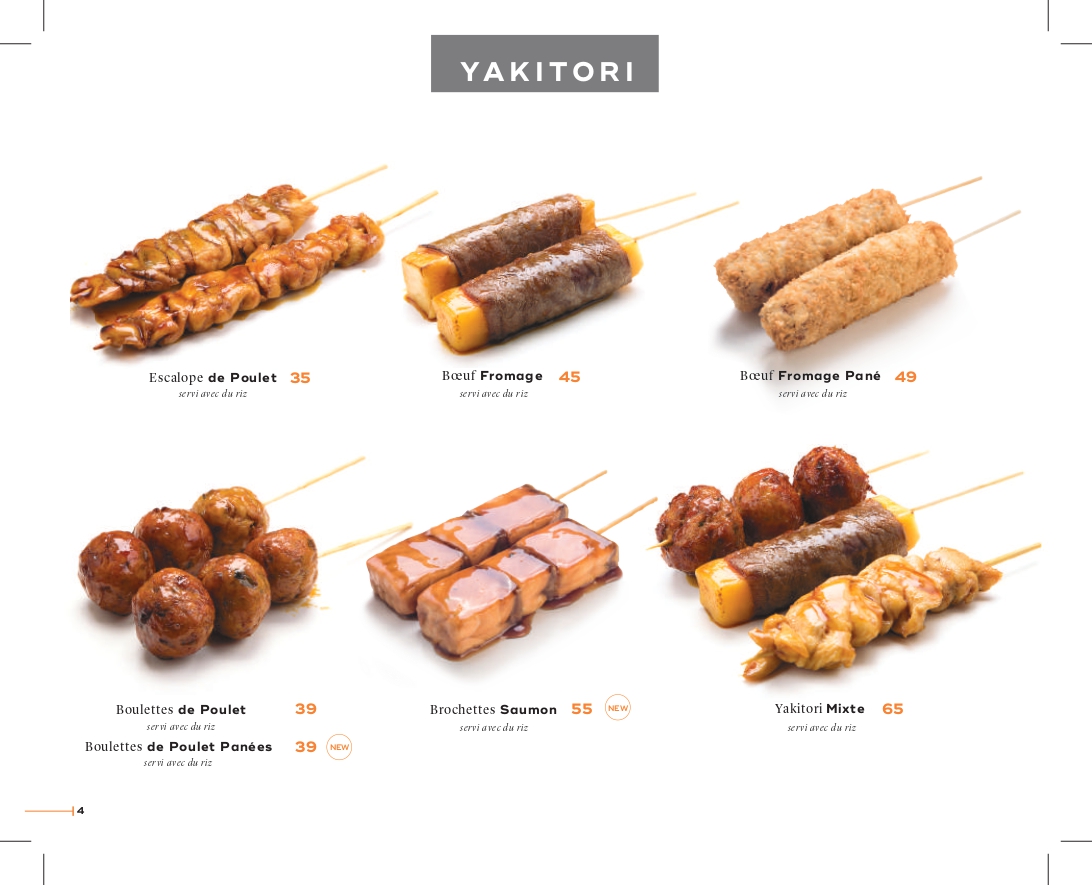 YAKITORI
Escalope de Poulet 35
servi avec du riz
Bœuf Fromage 45
servi avec du riz
Bœuf Fromage Pané 49
servi avec du riz
Boulettes de Poulet 39
servi avec du riz
Boulettes de Poulet Panées 39 NEW
servi avec du riz
Brochettes Saumon 55 NEW
servi avec du riz
Yakitori Mixte 65
servi avec du riz
4